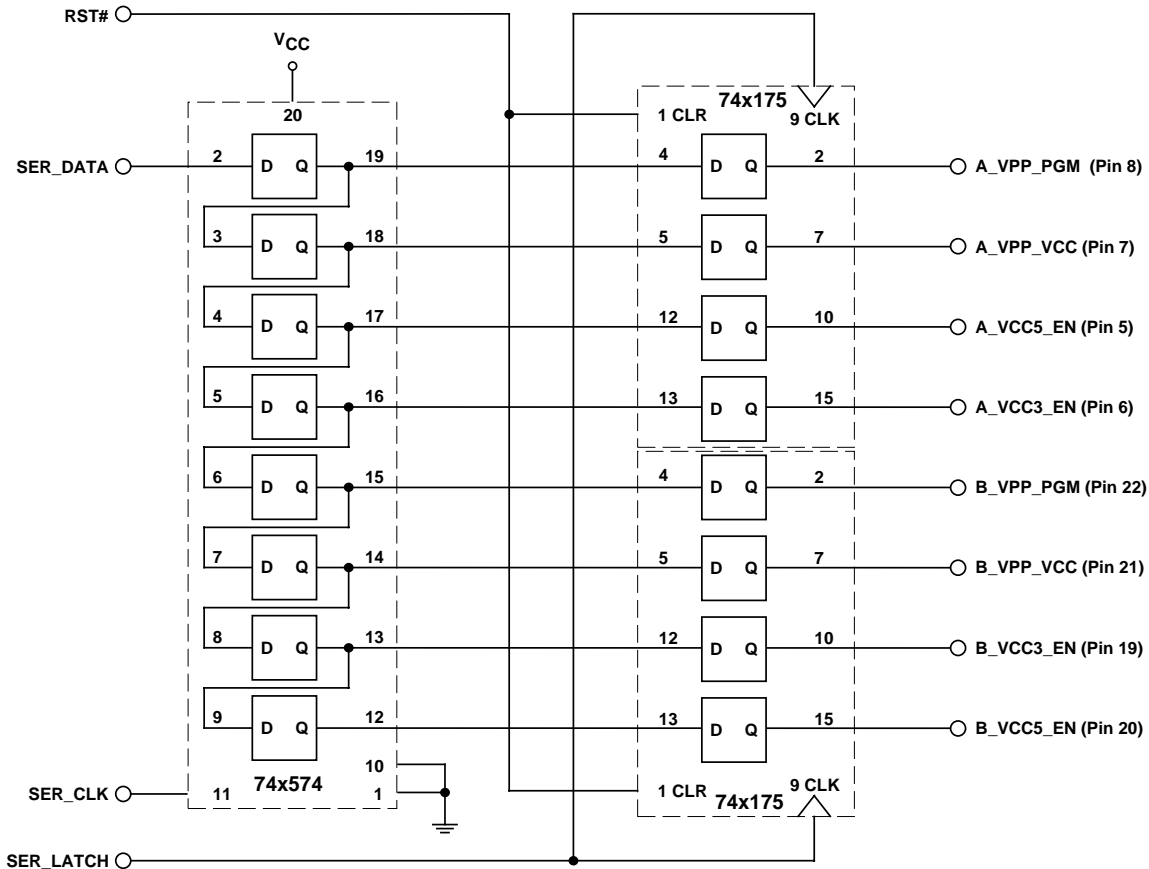 RST#
VCC
20
74x175
1 CLR
9 CLK
SER_DATA
2 D Q 19 4 D Q 2 A_VPP_PGM (Pin 8)
3 D Q 18 5 D Q 7 A_VPP_VCC (Pin 7)
4 D Q 17 12 D Q 10 A_VCC5_EN (Pin 5)
5 D Q 16 13 D Q 15 A_VCC3_EN (Pin 6)
6 D Q 15 4 D Q 2 B_VPP_PGM (Pin 22)
7 D Q 14 5 D Q 7 B_VPP_VCC (Pin 21)
8 D Q 13 12 D Q 10 B_VCC3_EN (Pin 19)
9 D Q 12 13 D Q 15 B_VCC5_EN (Pin 20)
74x574
10
SER_CLK
11
1
1 CLR
74x175
9 CLK
SER_LATCH